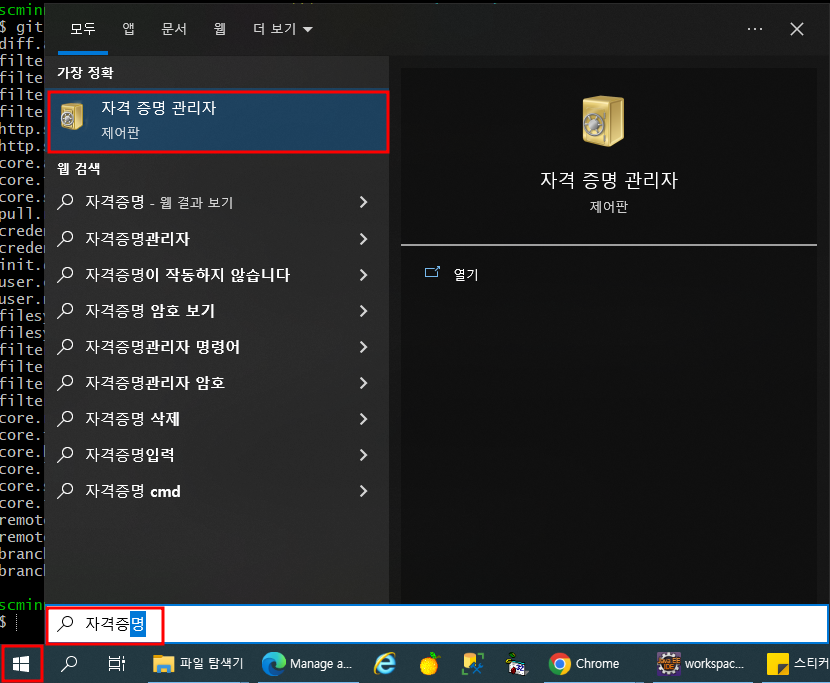 scmin
$ git
diff.
filte
filte
filte
filte
http.
http.
core.
core.
core.
pull.
crede
crede
init.
user.
user.
files
files
filte
filte
filte
filte
core.
core.
core.
core.
core.
core.
remot
remot
branc
branc
scmin
$
모두 앱 문서 웹 더 보기
가장 정확
자격 증명 관리자
제어판
웹 검색
자격증명 - 웹 결과 보기
자격증명관리자
자격증명이 작동하지 않습니다
자격증명 암호 보기
자격증명관리자 명령어
자격증명관리자 암호
자격증명 삭제
자격증명입력
자격증명 cmd
자격 증명 관리자
제어판
열기
자격증명
파일 탐색기 Manage a... Chrome workspac... 스티커